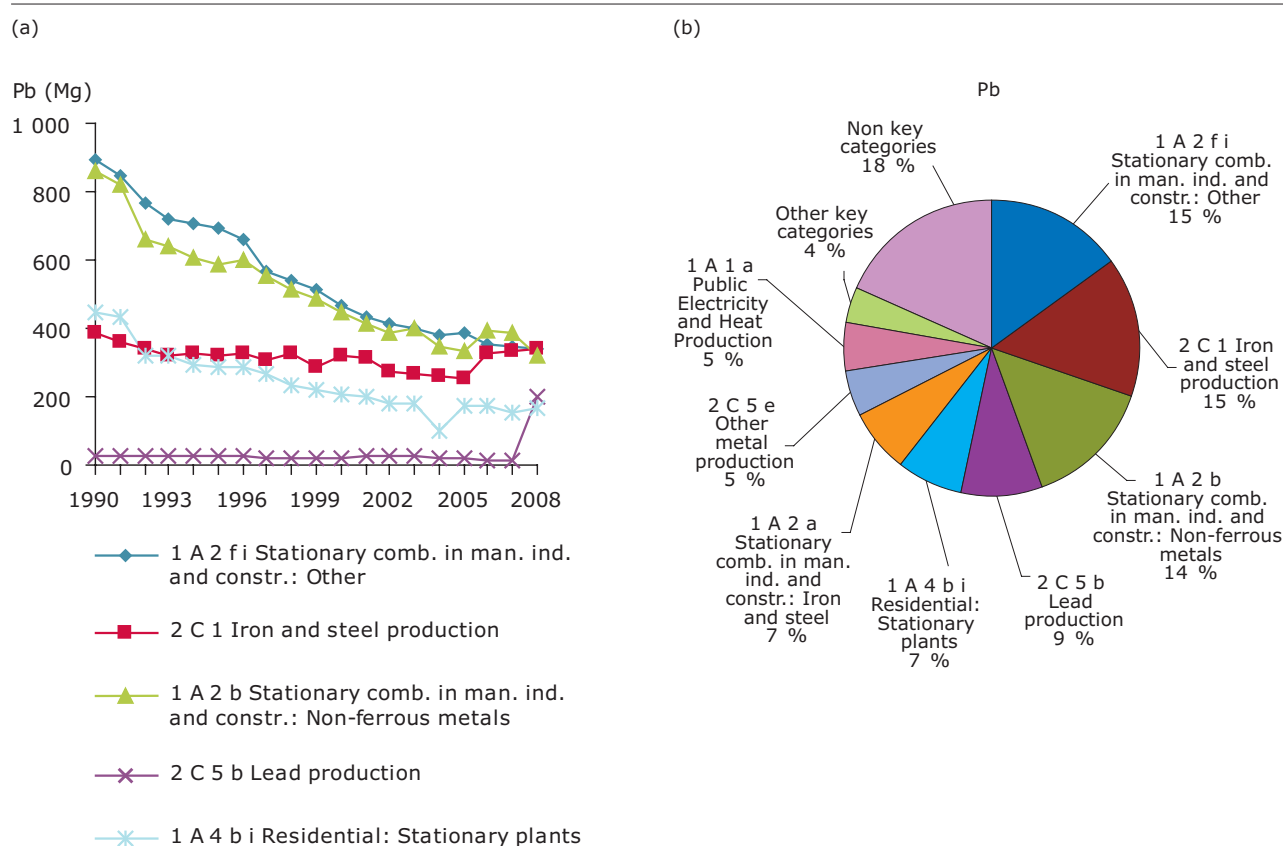 (a)
Pb (Mg)
1 000
800
600
400
200
0
1990 1993 1996 1999 2002 2005 2008
1 A 2 f i Stationary comb. in man. ind.
and constr.: Other
2 C 1 Iron and steel production
1 A 2 b Stationary comb. in man. ind.
and constr.: Non-ferrous metals
2 C 5 b Lead production
1 A 4 b i Residential: Stationary plants
(b)
Pb
Non key
categories
18 %
1 A 2 f i
Stationary comb.
in man. ind. and
constr.: Other
15 %
Other key
categories
4 %
1 A 1 a
Public
Electricity
and Heat
Production
5 %
2 C 1 Iron
and steel
production
15 %
2 C 5 e
Other
metal
production
5 %
1 A 2 b
Stationary comb.
in man. ind. and
constr.: Non-ferrous
metals
14 %
1 A 2 a
Stationary
comb. in man.
ind. and
constr.: Iron
and steel
7 %
1 A 4 b i
Residential:
Stationary
plants
7 %
2 C 5 b
Lead
production
9 %